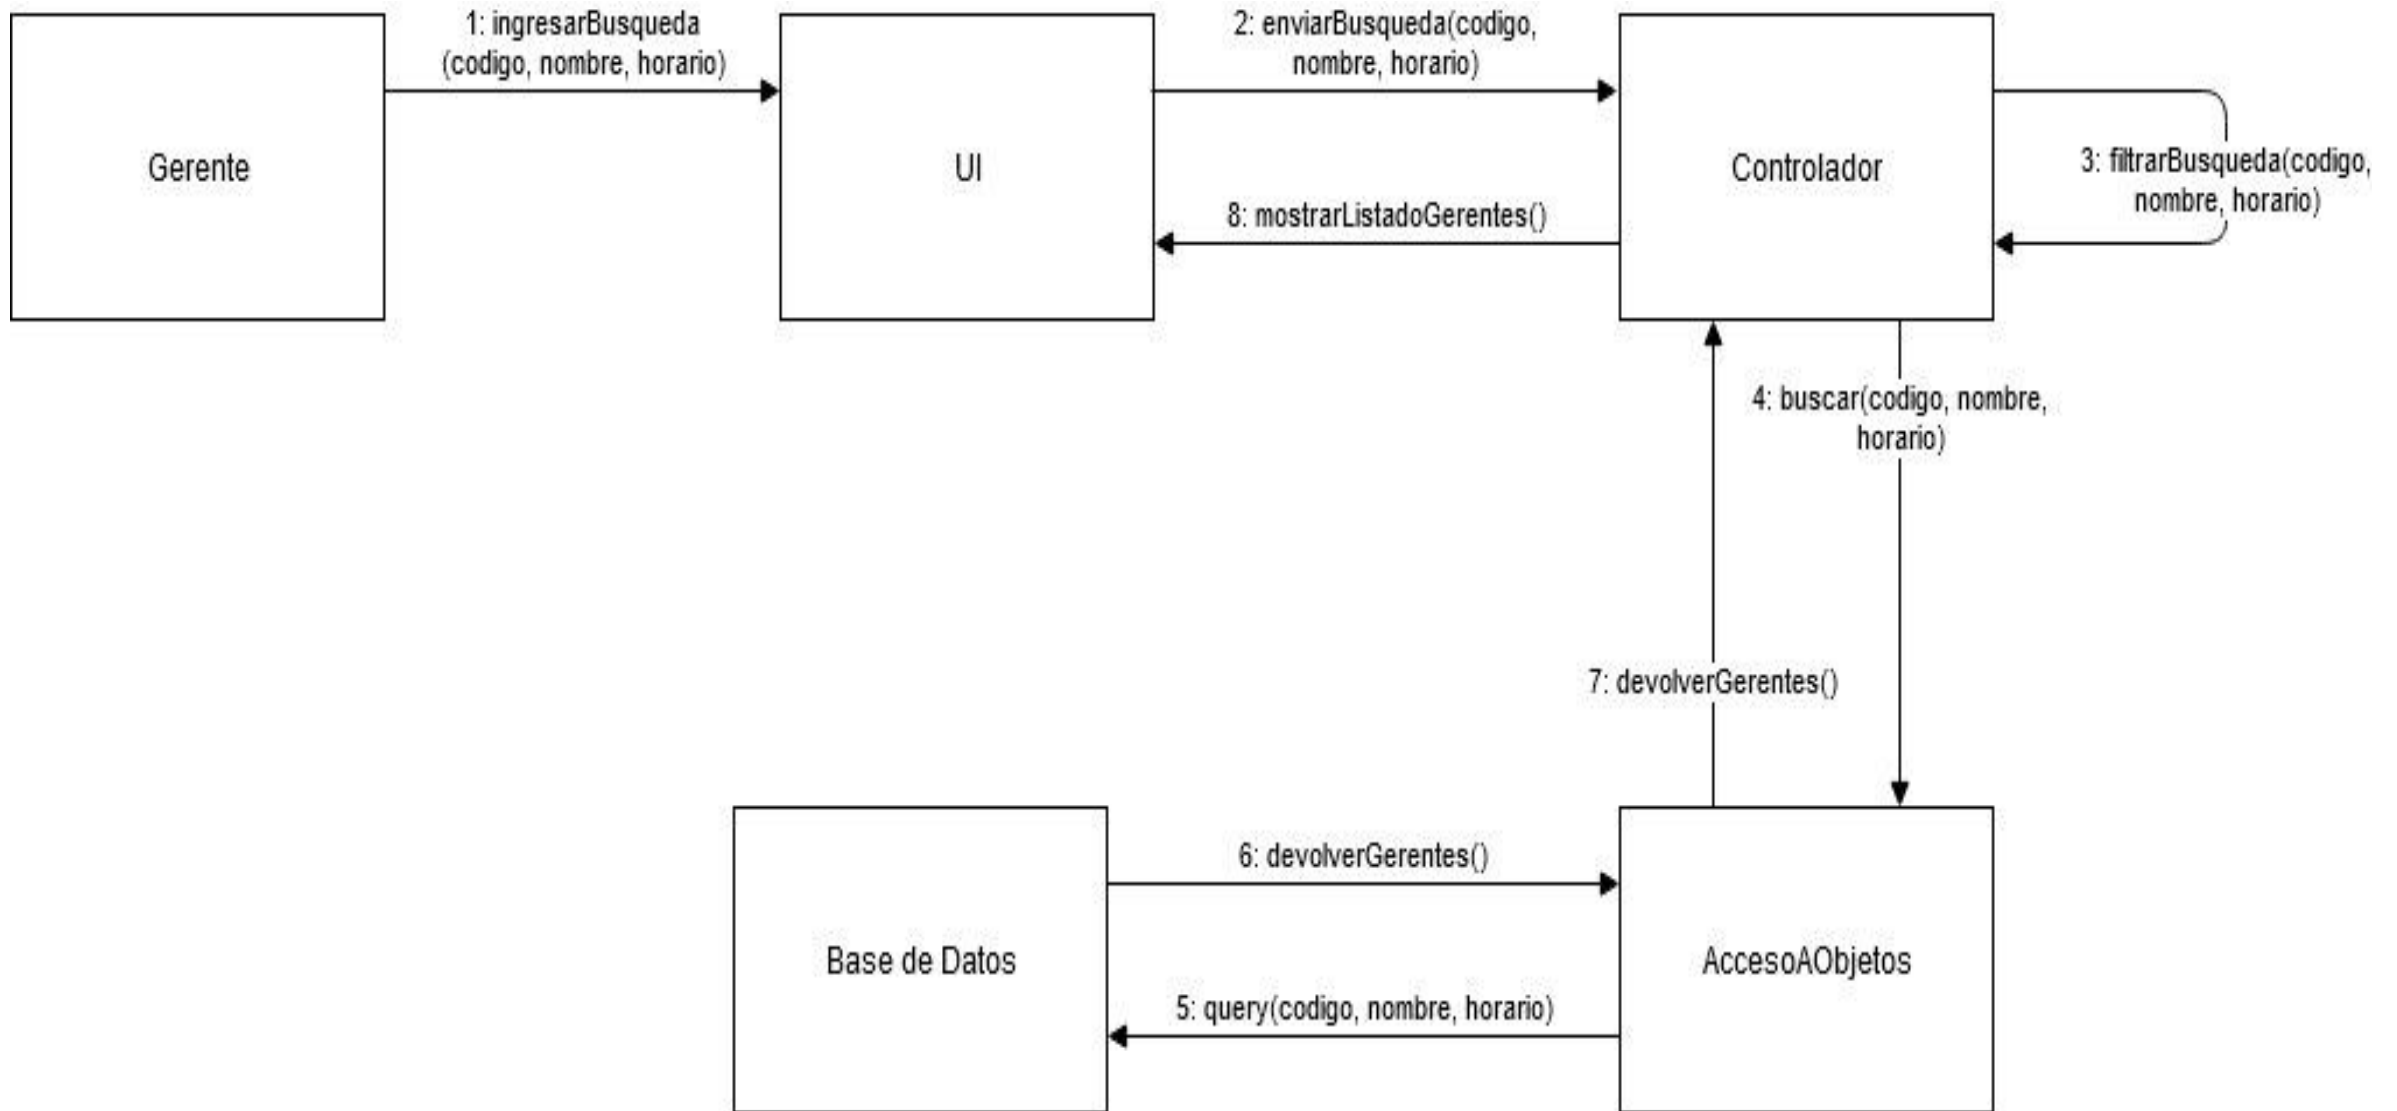 1: ingresarBusqueda
(codigo, nombre, horario)
2: enviarBusqueda(codigo,
nombre, horario)
Gerente
UI
Controlador
3: filtrarBusqueda(codigo,
nombre, horario)
8: mostrarListadoGerentes()
4: buscar(codigo, nombre,
horario)
7: devolverGerentes()
6: devolverGerentes()
Base de Datos
AccesoAObjetos
5: query(codigo, nombre, horario)